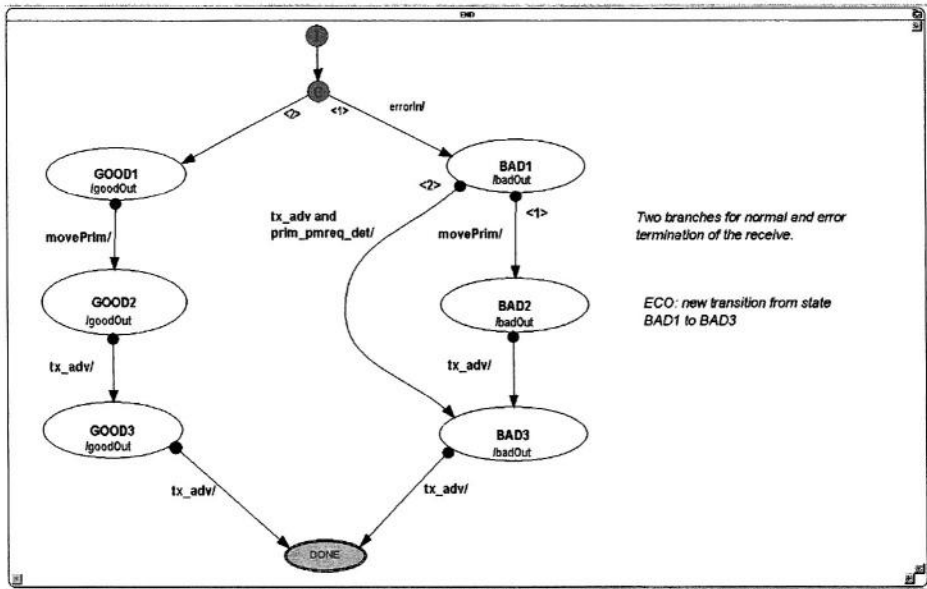 END
I
C
<2>
<1>
errorIn/
GOOD1
/goodOut
BAD1
/badOut
<2>
<1>
movePrim/
tx_adv and
prim_pmreq_det/
movePrim/
Two branches for normal and error
termination of the receive.
GOOD2
/goodOut
BAD2
/badOut
ECO: new transition from state
BAD1 to BAD3
tx_adv/
tx_adv/
GOOD3
/goodOut
BAD3
/badOut
tx_adv/
tx_adv/
DONE